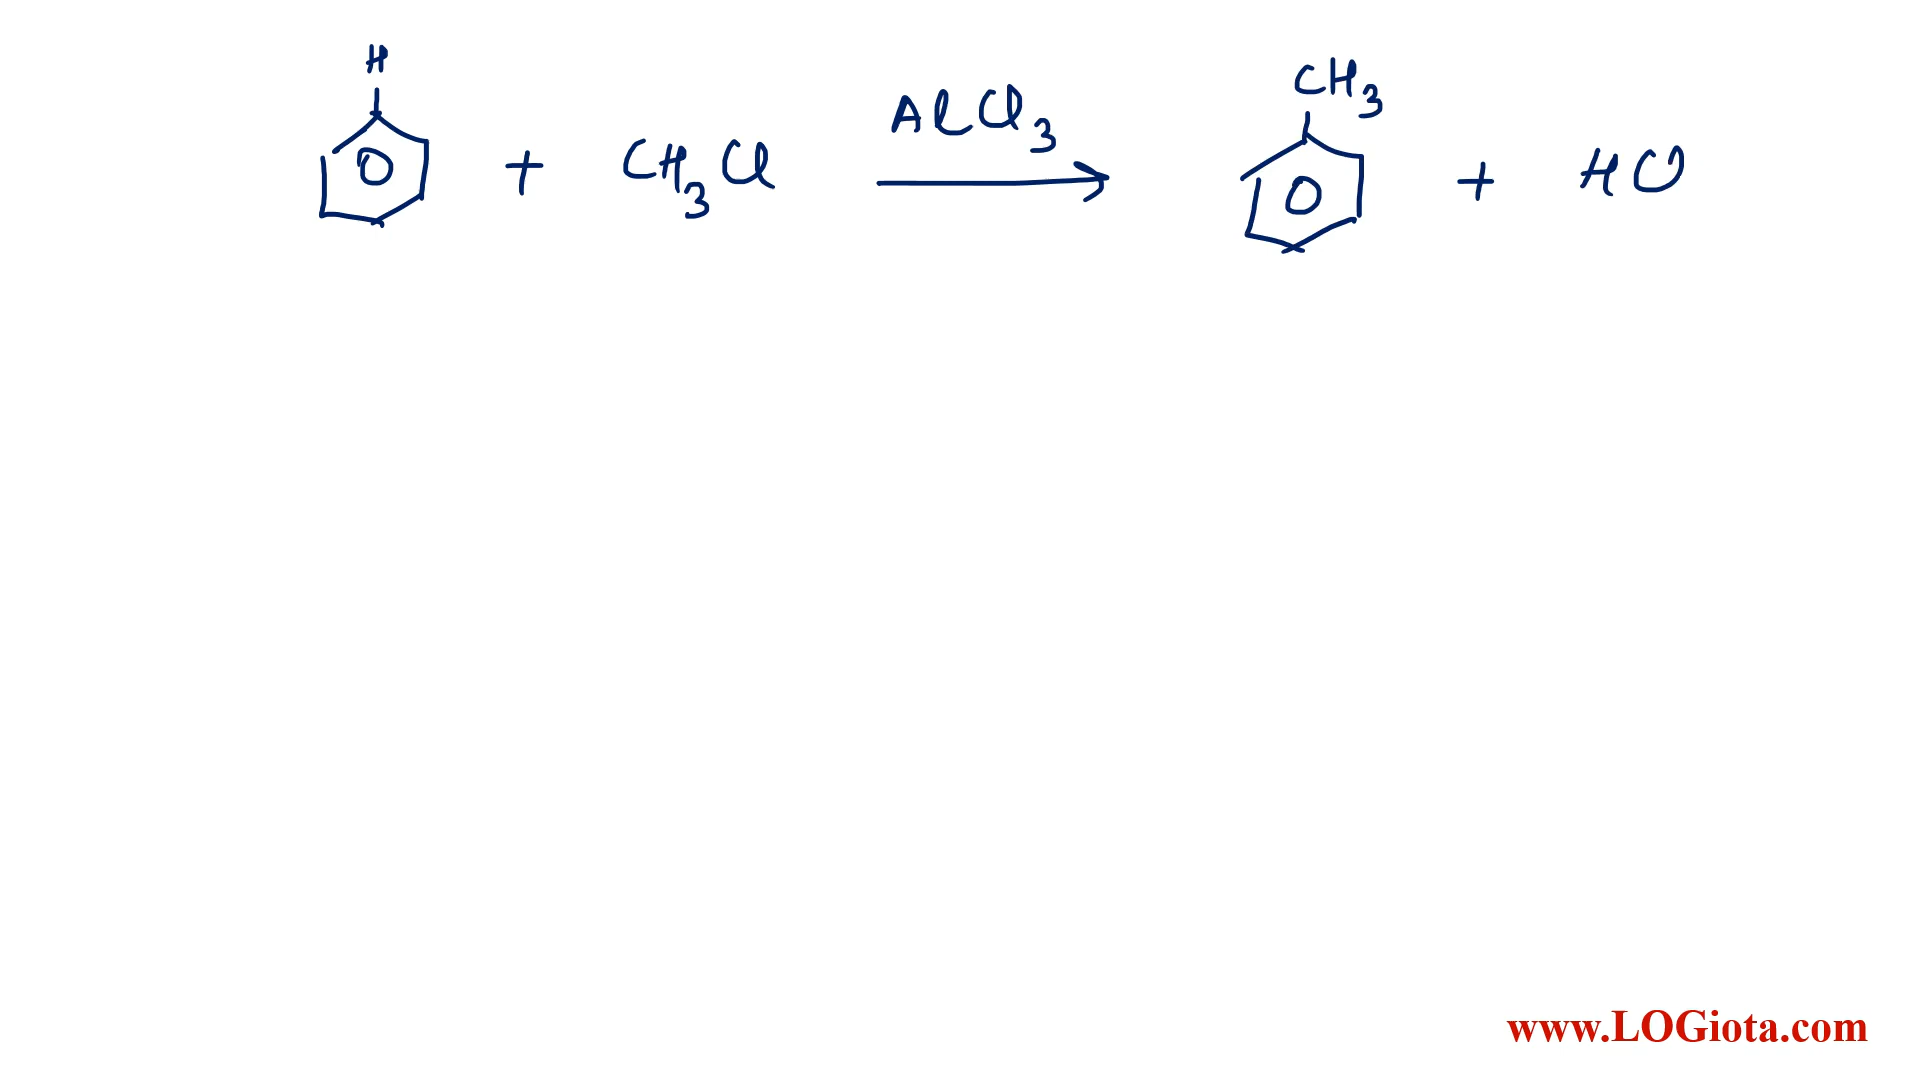 H
+ CH3Cl AlCl3 CH3 + HCl
www.LOGiota.com